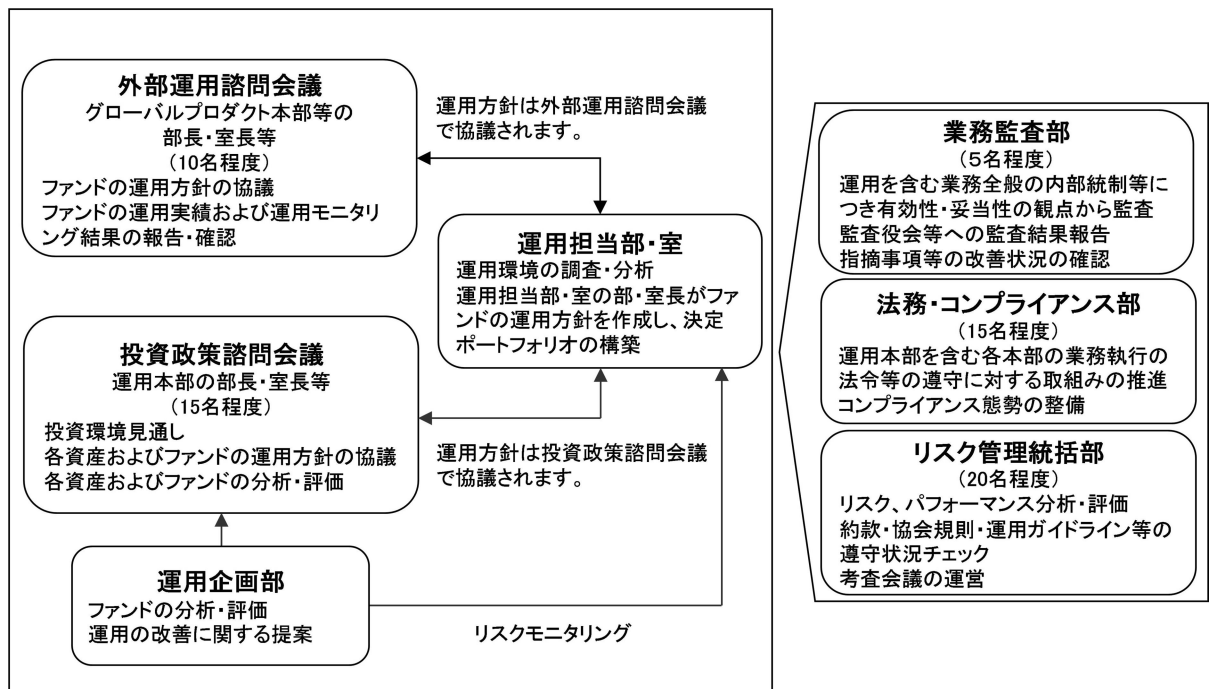 外部運用諮問会議
グローバルプロダクト本部等の
部長・室長等
（10名程度）
ファンドの運用方針の協議
ファンドの運用実績および運用モニタリ
ング結果の報告・確認
運用方針は外部運用諮問会議
で協議されます。
運用担当部・室
運用環境の調査・分析
運用担当部・室の部・室長がファ
ンドの運用方針を作成し、決定
ポートフォリオの構築
投資政策諮問会議
運用本部の部長・室長等
（15名程度）
投資環境見通し
各資産およびファンドの運用方針の協議
各資産およびファンドの分析・評価
運用方針は投資政策諮問会議
で協議されます。
運用企画部
ファンドの分析・評価
運用の改善に関する提案
リスクモニタリング
業務監査部
（５名程度）
運用を含む業務全般の内部統制等に
つき有効性・妥当性の観点から監査
監査役会等への監査結果報告
指摘事項等の改善状況の確認
法務・コンプライアンス部
（15名程度）
運用本部を含む各本部の業務執行の
法令等の遵守に対する取組みの推進
コンプライアンス態勢の整備
リスク管理統括部
（20名程度）
リスク、パフォーマンス分析・評価
約款・協会規則・運用ガイドライン等の
遵守状況チェック
考査会議の運営